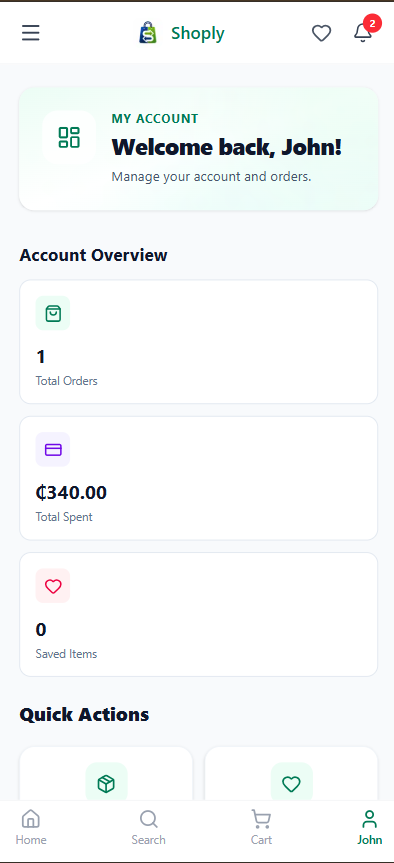 Shoply
2
MY ACCOUNT
Welcome back, John!
Manage your account and orders.
Account Overview
1
Total Orders
₵340.00
Total Spent
0
Saved Items
Quick Actions
Home
Search
Cart
John